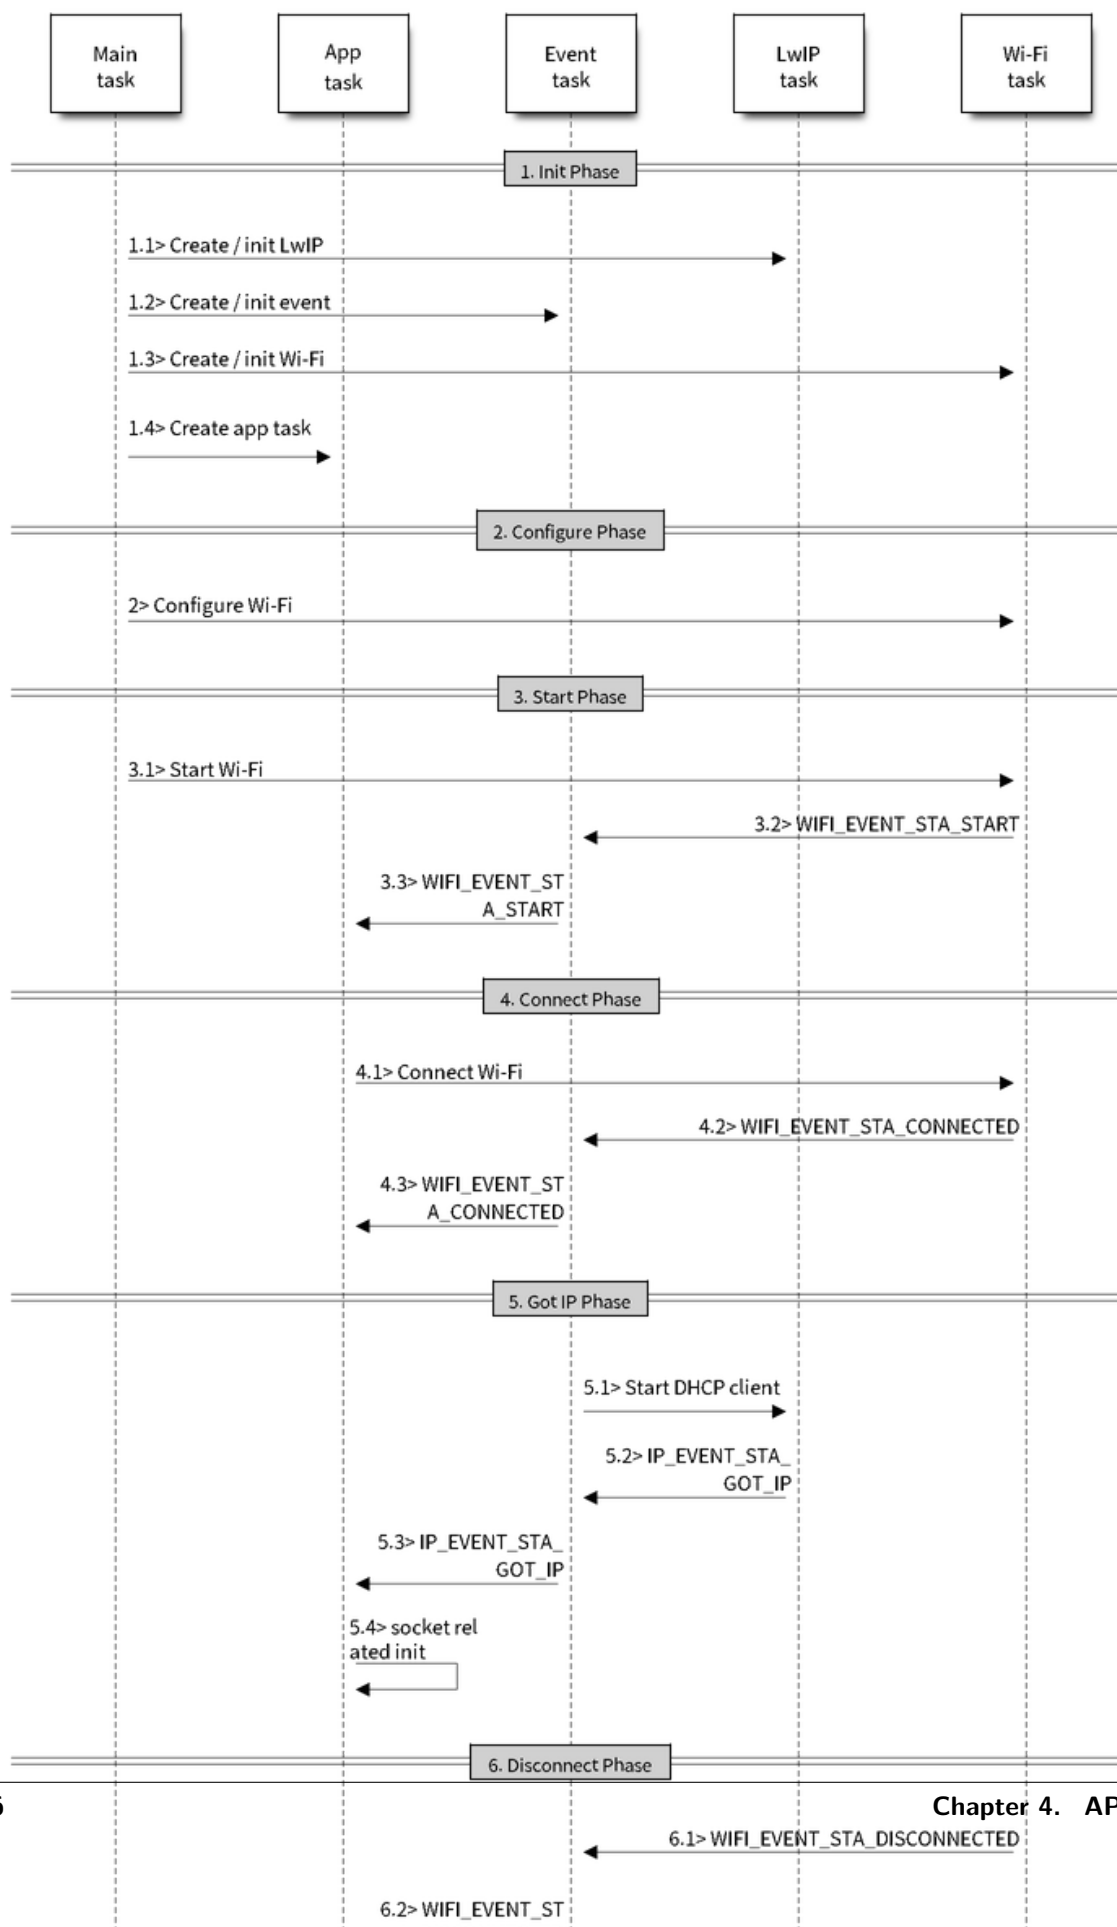 Main
task
App
task
Event
task
LwIP
task
Wi-Fi
task
1. Init Phase
1.1> Create / init LwIP
1.2> Create / init event
1.3> Create / init Wi-Fi
1.4> Create app task
2. Configure Phase
2> Configure Wi-Fi
3. Start Phase
3.1> Start Wi-Fi
3.2> WIFI_EVENT_STA_START
3.3> WIFI_EVENT_ST
A_START
4. Connect Phase
4.1> Connect Wi-Fi
4.2> WIFI_EVENT_STA_CONNECTED
4.3> WIFI_EVENT_ST
A_CONNECTED
5. Got IP Phase
5.1> Start DHCP client
5.2> IP_EVENT_STA_
GOT_IP
5.3> IP_EVENT_STA_
GOT_IP
5.4> socket rel
ated init
6. Disconnect Phase
Chapter 4. AP
6.1> WIFI_EVENT_STA_DISCONNECTED
6.2> WIFI_EVENT_ST